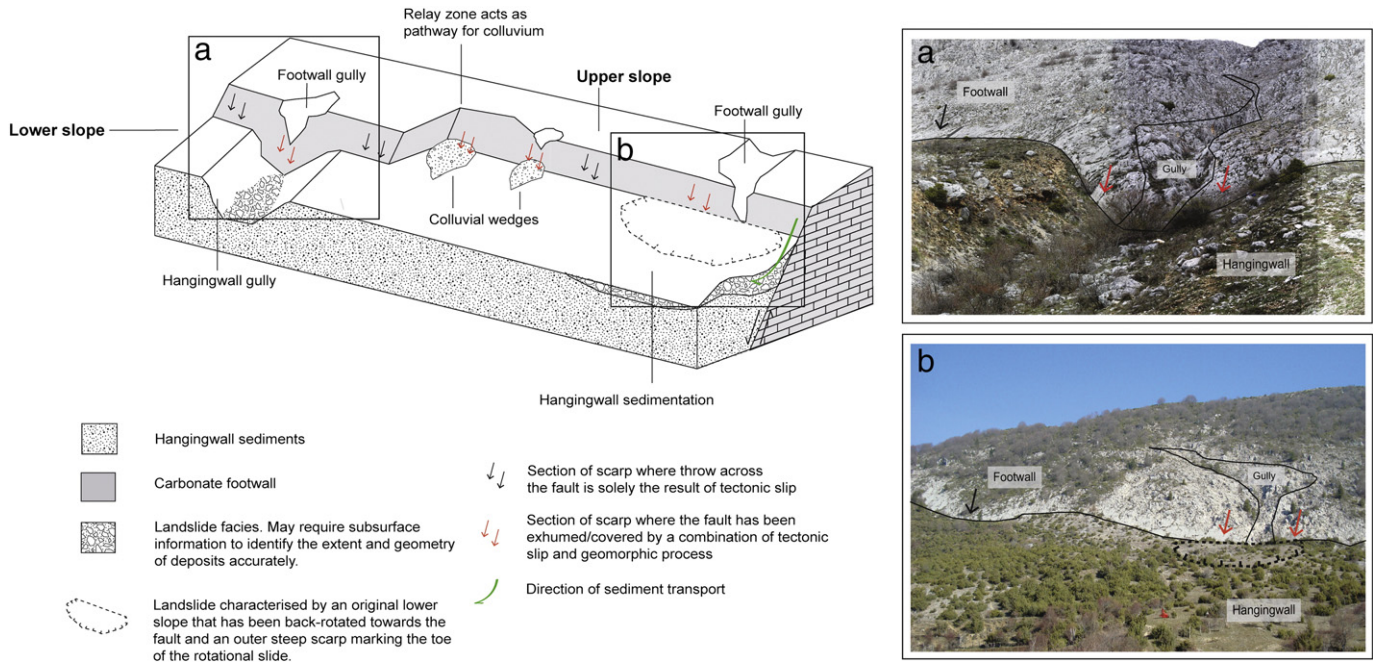 Relay zone acts as
pathway for colluvium
a
Footwall gully
Upper slope
Footwall gully
Lower slope
b
Colluvial wedges
Hangingwall gully
Hangingwall sedimentation
Hangingwall sediments
Carbonate footwall
Landslide facies. May require subsurface
information to identify the extent and geometry
of deposits accurately.
Landslide characterised by an original lower
slope that has been back-rotated towards the
fault and an outer steep scarp marking the toe
of the rotational slide.
Section of scarp where throw across
the fault is solely the result of tectonic slip
Section of scarp where the fault has been
exhumed/covered by a combination of tectonic
slip and geomorphic process
Direction of sediment transport
a
Footwall
Gully
Hangingwall
b
Footwall
Gully
Hangingwall